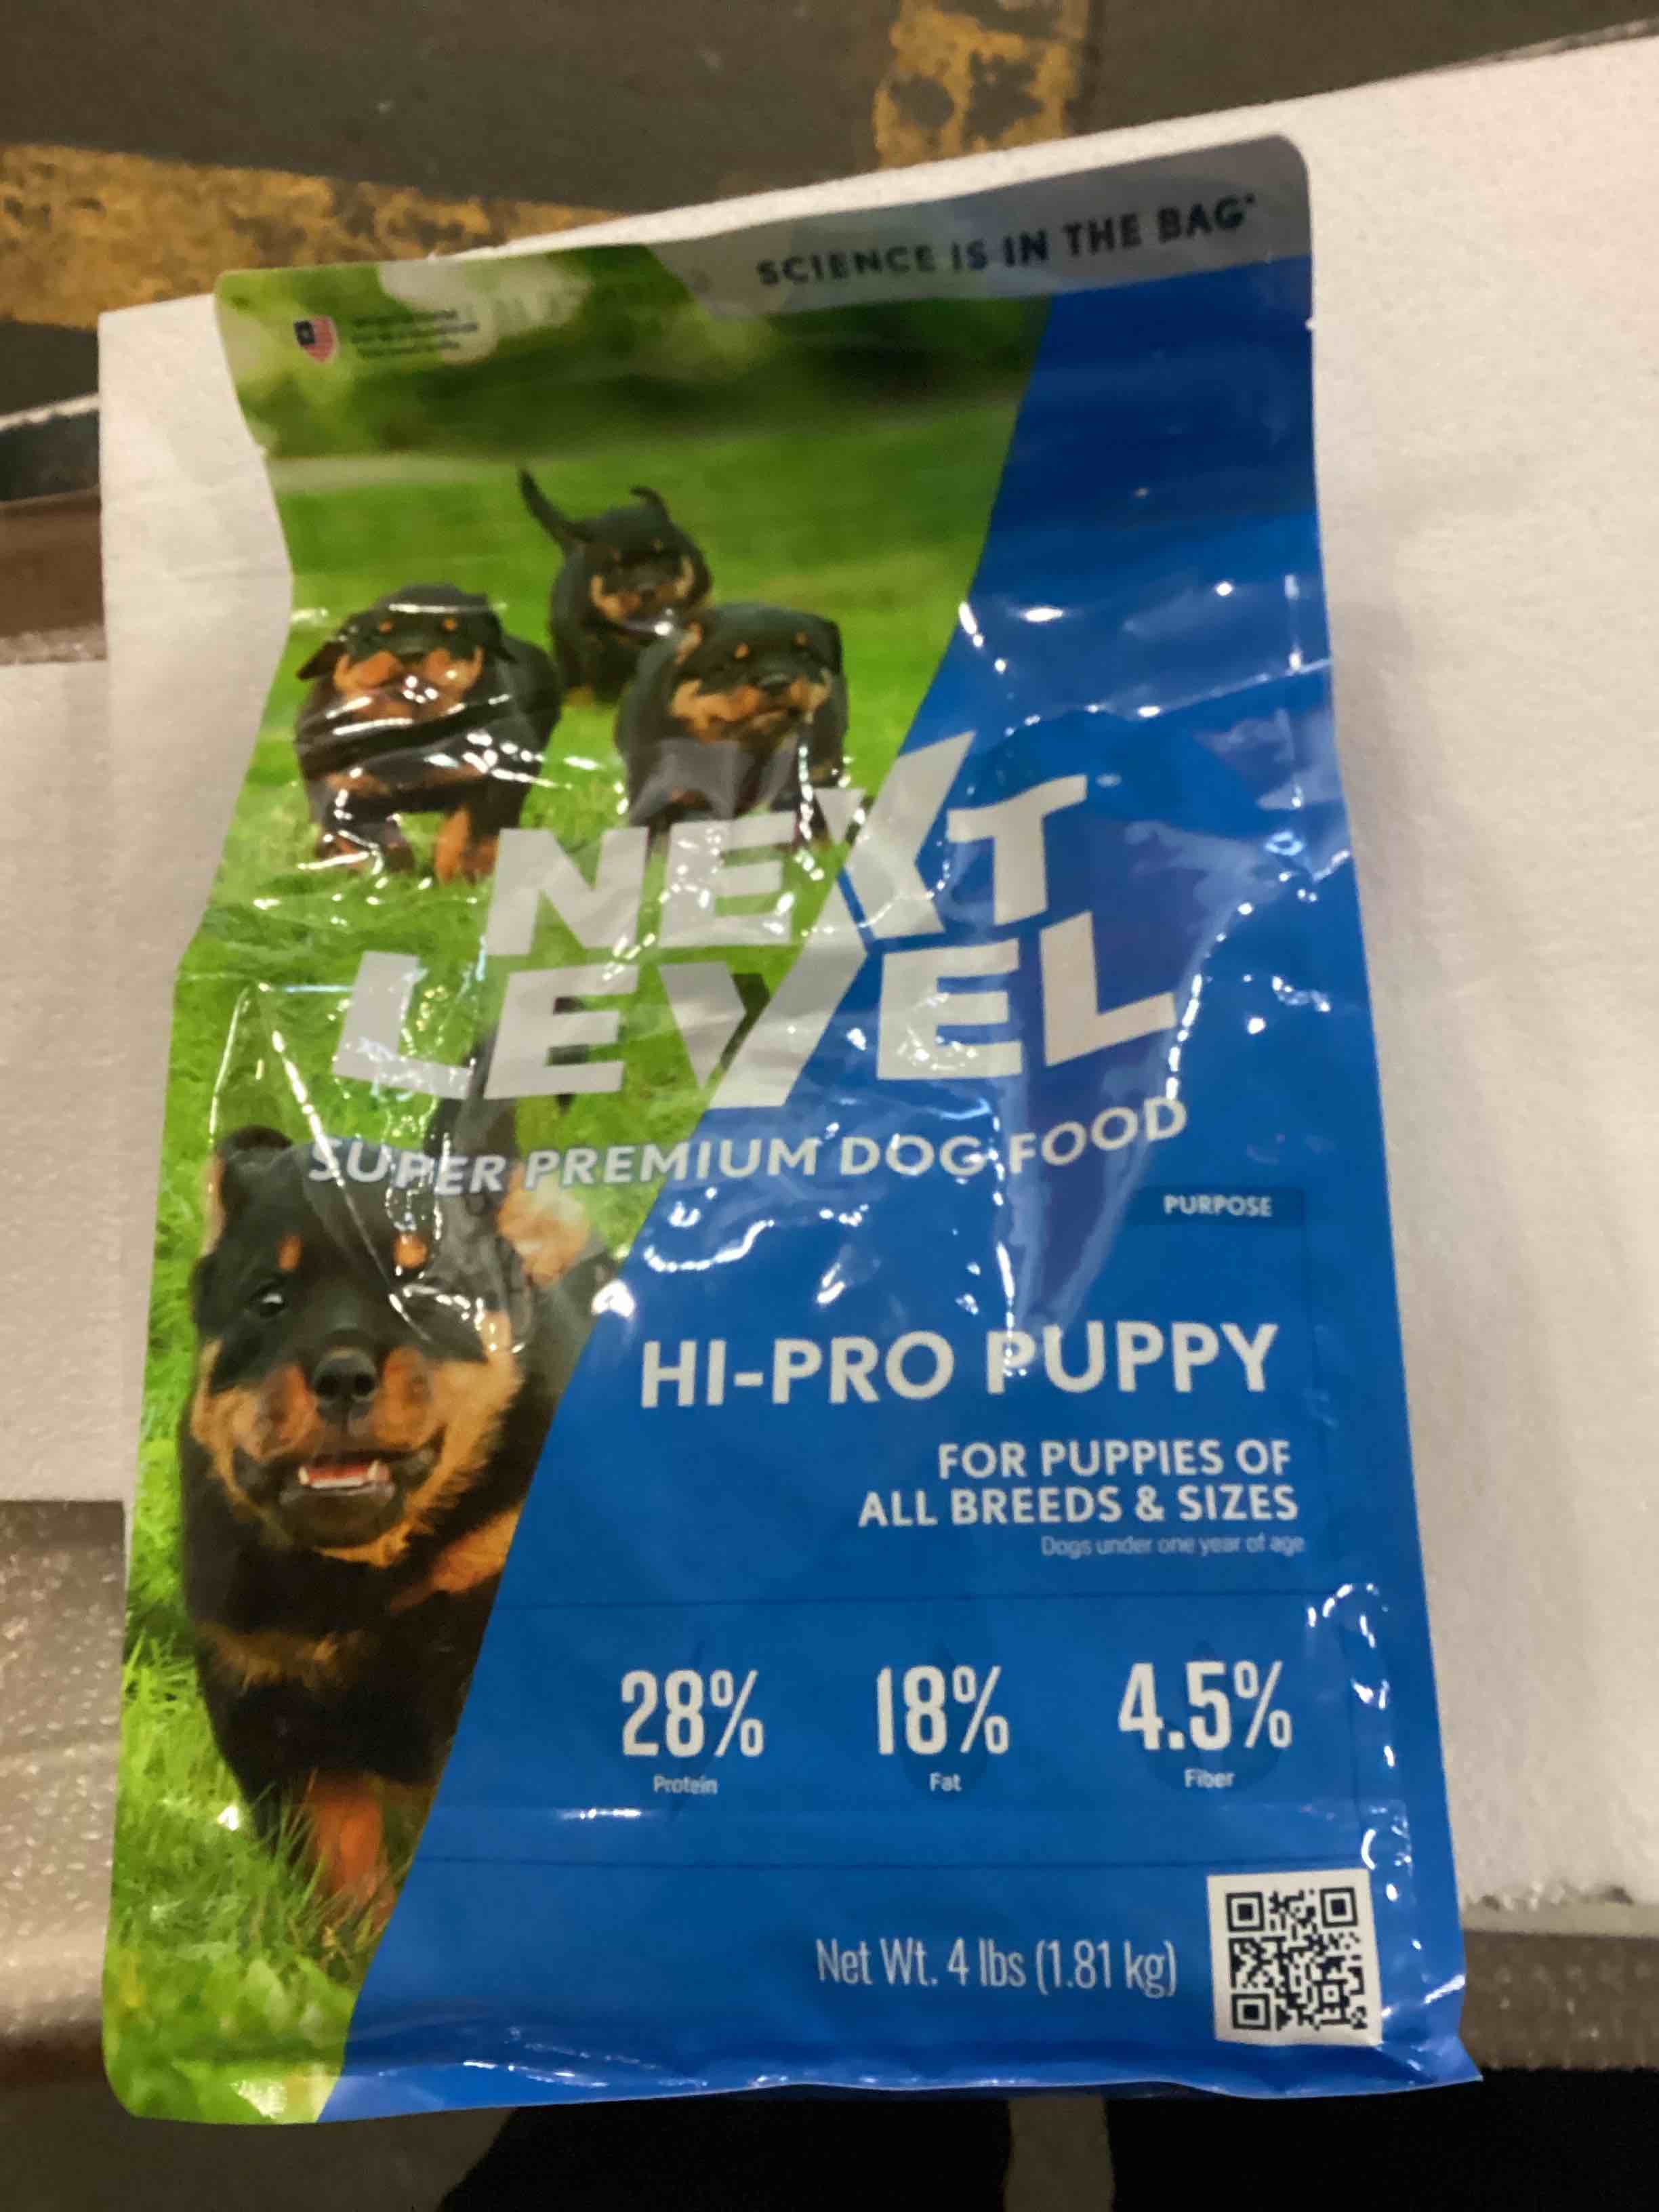 SCIENCE IS IN THE BAG
NEXT
LEVEL
SUPER PREMIUM DOG FOOD
PURPOSE
HI-PRO PUPPY
FOR PUPPIES OF
ALL BREEDS & SIZES
Dogs under one year of age
28% 18% 4.5%
Protein Fat Fiber
Net Wt. 4 lbs (1.81 kg)